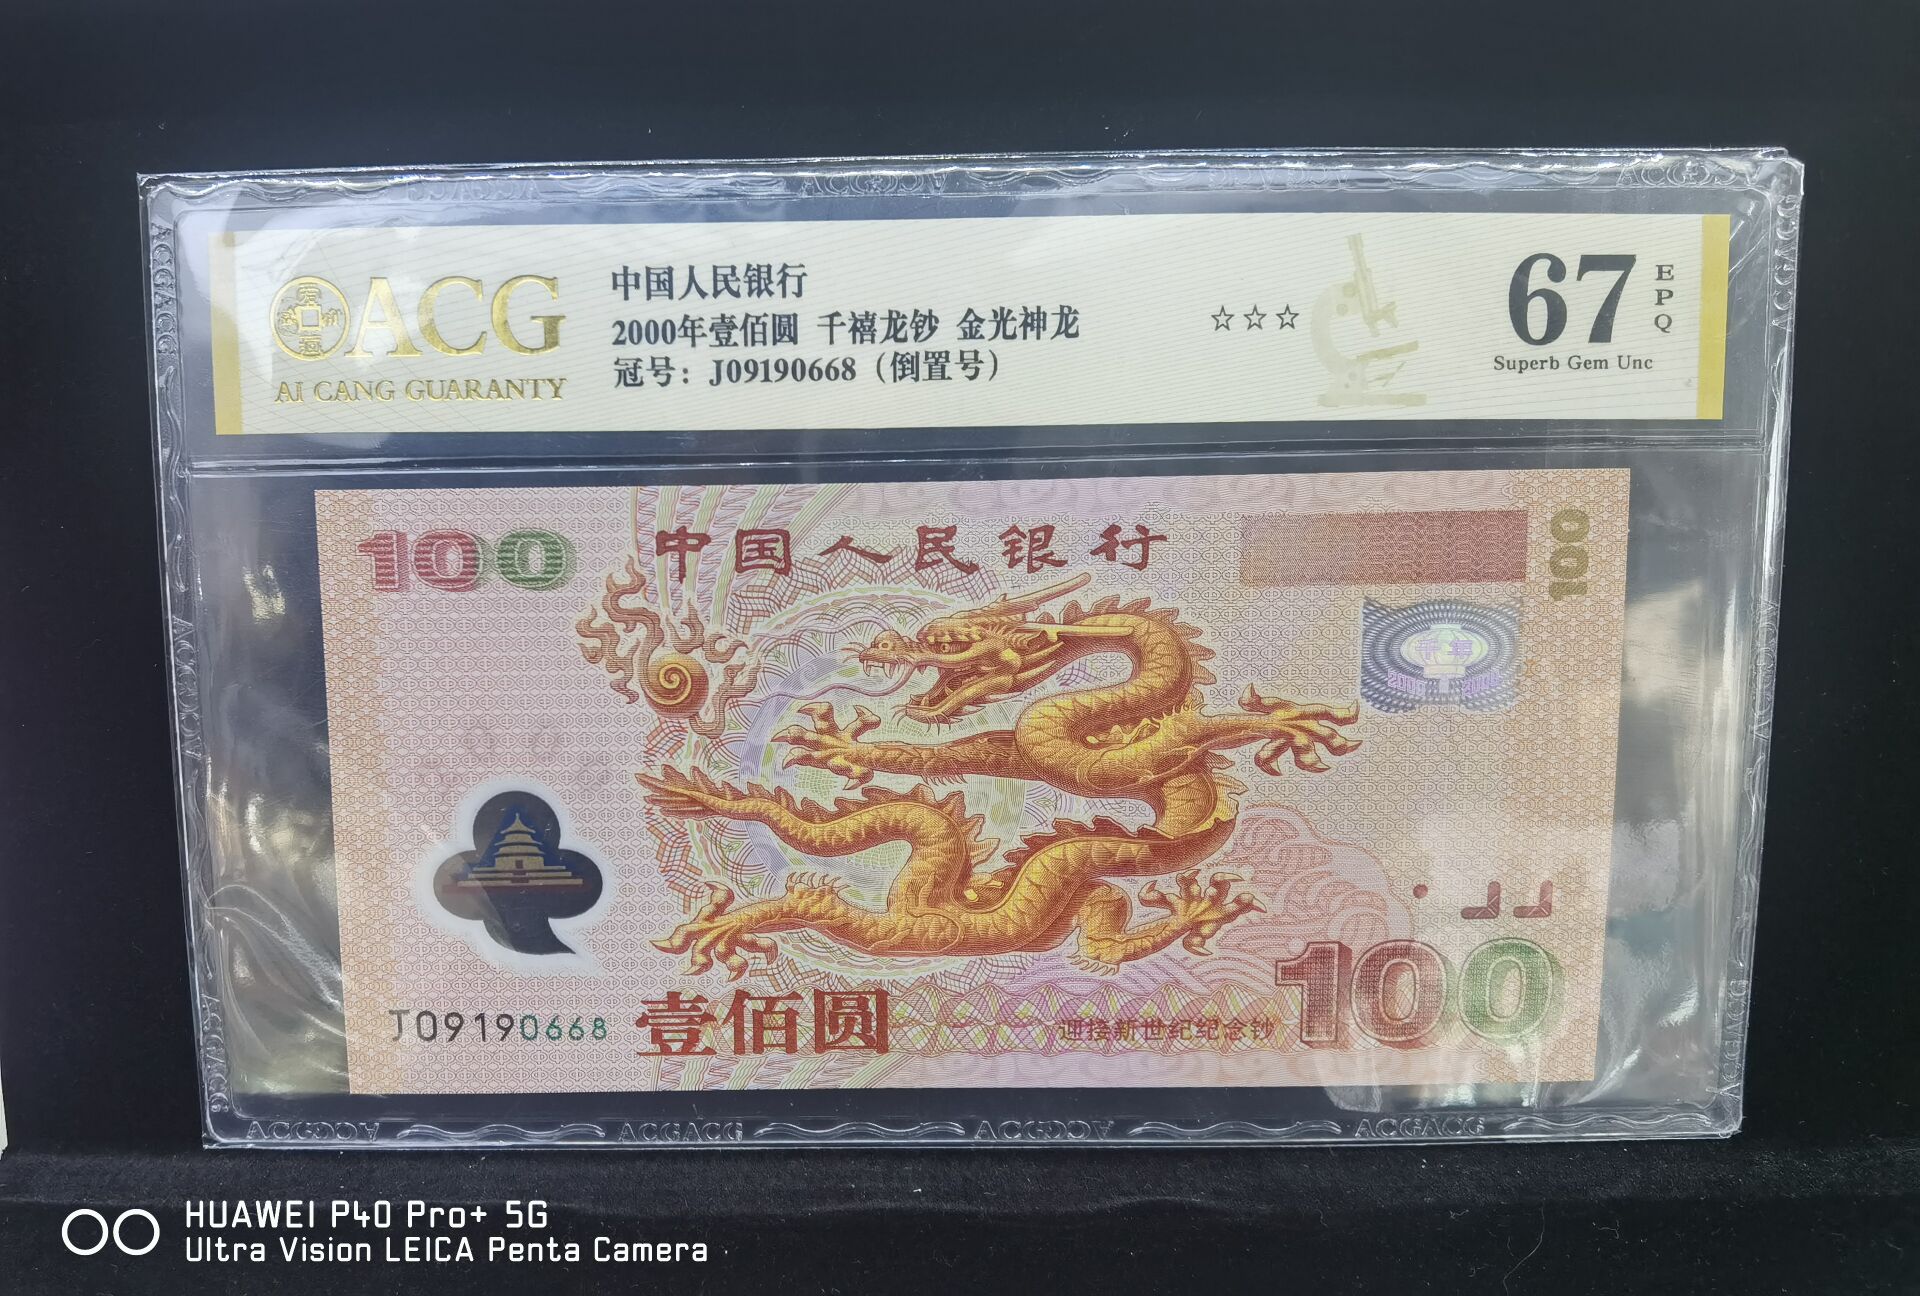 ACG
AI CANG GUARANTY
中国人民银行
2000年壹佰圆 千禧龙钞 金光神龙
冠号：J09190668（倒置号）
☆☆☆
67
EPQ
Superb Gem Unc
100
中国人民银行
100
千年
J09190668
壹佰圆
迎接新世纪纪念钞
100
HUAWEI P40 Pro+ 5G
Ultra Vision LEICA Penta Camera